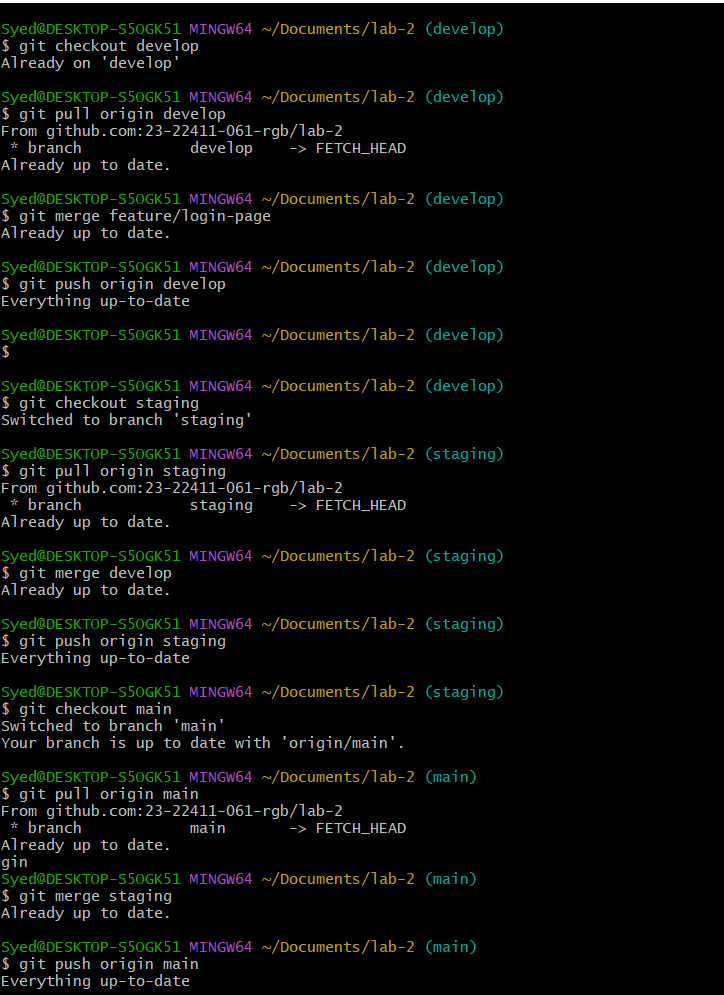 Syed@DESKTOP-S5OGK51 MINGW64 ~/Documents/lab-2 (develop)
$ git checkout develop
Already on 'develop'
Syed@DESKTOP-S5OGK51 MINGW64 ~/Documents/lab-2 (develop)
$ git pull origin develop
From github.com:23-22411-061-rgb/lab-2
 * branch            develop    -> FETCH_HEAD
Already up to date.
Syed@DESKTOP-S5OGK51 MINGW64 ~/Documents/lab-2 (develop)
$ git merge feature/login-page
Already up to date.
Syed@DESKTOP-S5OGK51 MINGW64 ~/Documents/lab-2 (develop)
$ git push origin develop
Everything up-to-date
Syed@DESKTOP-S5OGK51 MINGW64 ~/Documents/lab-2 (develop)
$
Syed@DESKTOP-S5OGK51 MINGW64 ~/Documents/lab-2 (develop)
$ git checkout staging
Switched to branch 'staging'
Syed@DESKTOP-S5OGK51 MINGW64 ~/Documents/lab-2 (staging)
$ git pull origin staging
From github.com:23-22411-061-rgb/lab-2
 * branch            staging    -> FETCH_HEAD
Already up to date.
Syed@DESKTOP-S5OGK51 MINGW64 ~/Documents/lab-2 (staging)
$ git merge develop
Already up to date.
Syed@DESKTOP-S5OGK51 MINGW64 ~/Documents/lab-2 (staging)
$ git push origin staging
Everything up-to-date
Syed@DESKTOP-S5OGK51 MINGW64 ~/Documents/lab-2 (staging)
$ git checkout main
Switched to branch 'main'
Your branch is up to date with 'origin/main'.
Syed@DESKTOP-S5OGK51 MINGW64 ~/Documents/lab-2 (main)
$ git pull origin main
From github.com:23-22411-061-rgb/lab-2
 * branch            main       -> FETCH_HEAD
Already up to date.
gin
Syed@DESKTOP-S5OGK51 MINGW64 ~/Documents/lab-2 (main)
$ git merge staging
Already up to date.
Syed@DESKTOP-S5OGK51 MINGW64 ~/Documents/lab-2 (main)
$ git push origin main
Everything up-to-date